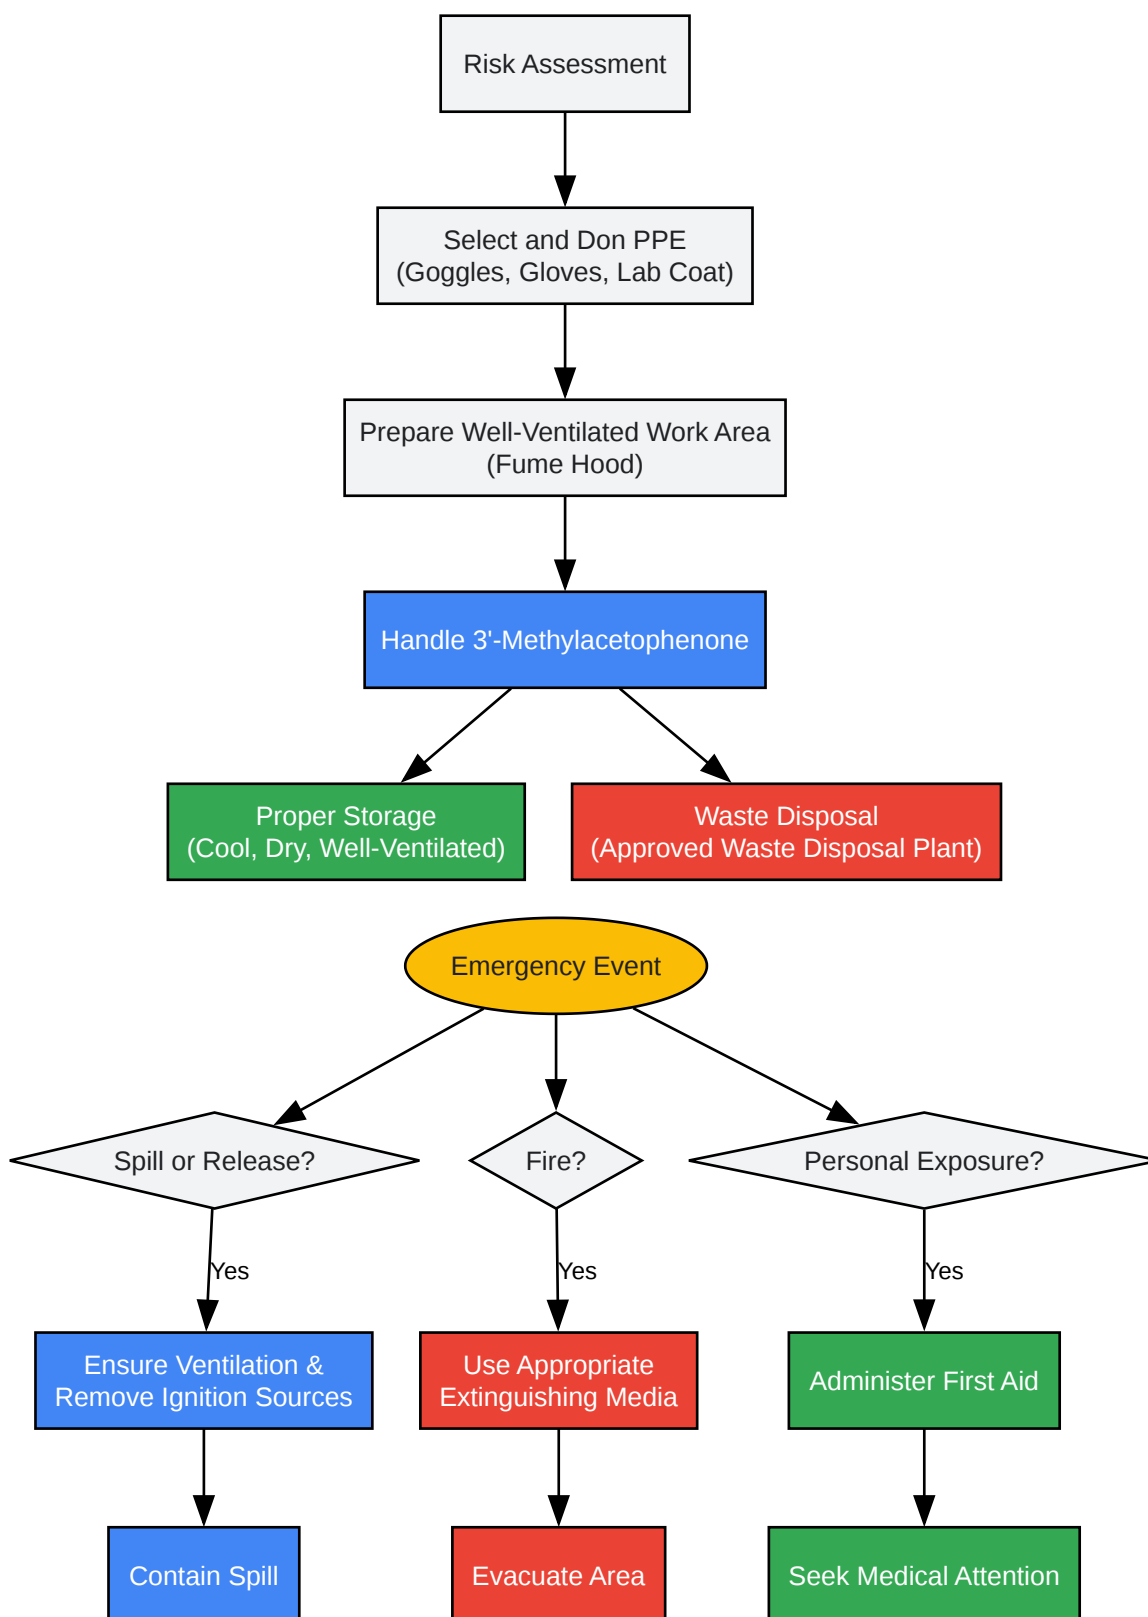 Risk Assessment
Select and Don PPE
(Goggles, Gloves, Lab Coat)
Prepare Well-Ventilated Work Area
(Fume Hood)
Handle 3'-Methylacetophenone
Proper Storage
(Cool, Dry, Well-Ventilated)
Waste Disposal
(Approved Waste Disposal Plant)
Emergency Event
Spill or Release?
Fire?
Personal Exposure?
Yes
Yes
Yes
Ensure Ventilation &
Remove Ignition Sources
Use Appropriate
Extinguishing Media
Administer First Aid
Contain Spill
Evacuate Area
Seek Medical Attention